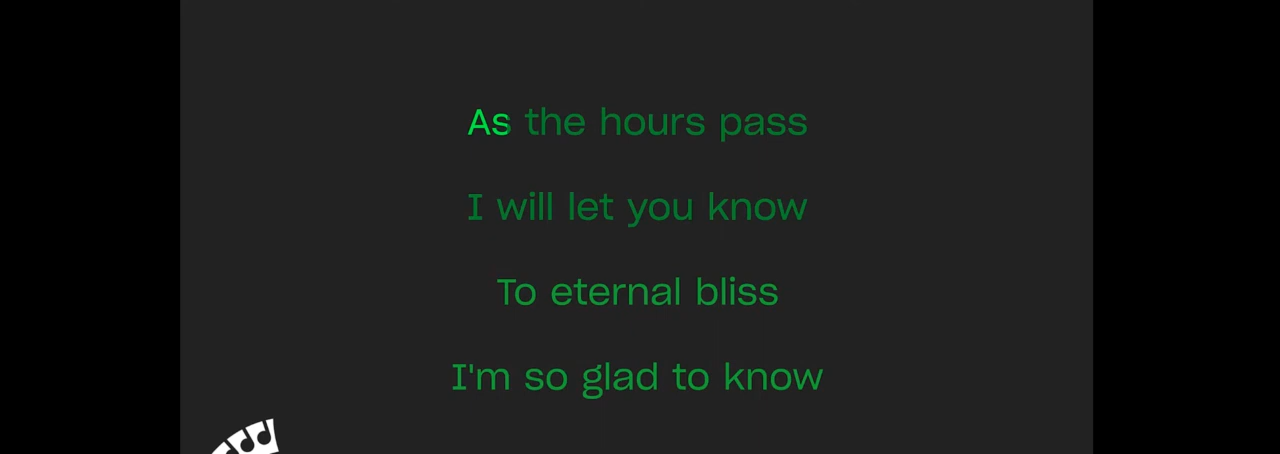 As the hours pass
I will let you know
To eternal bliss
I'm so glad to know